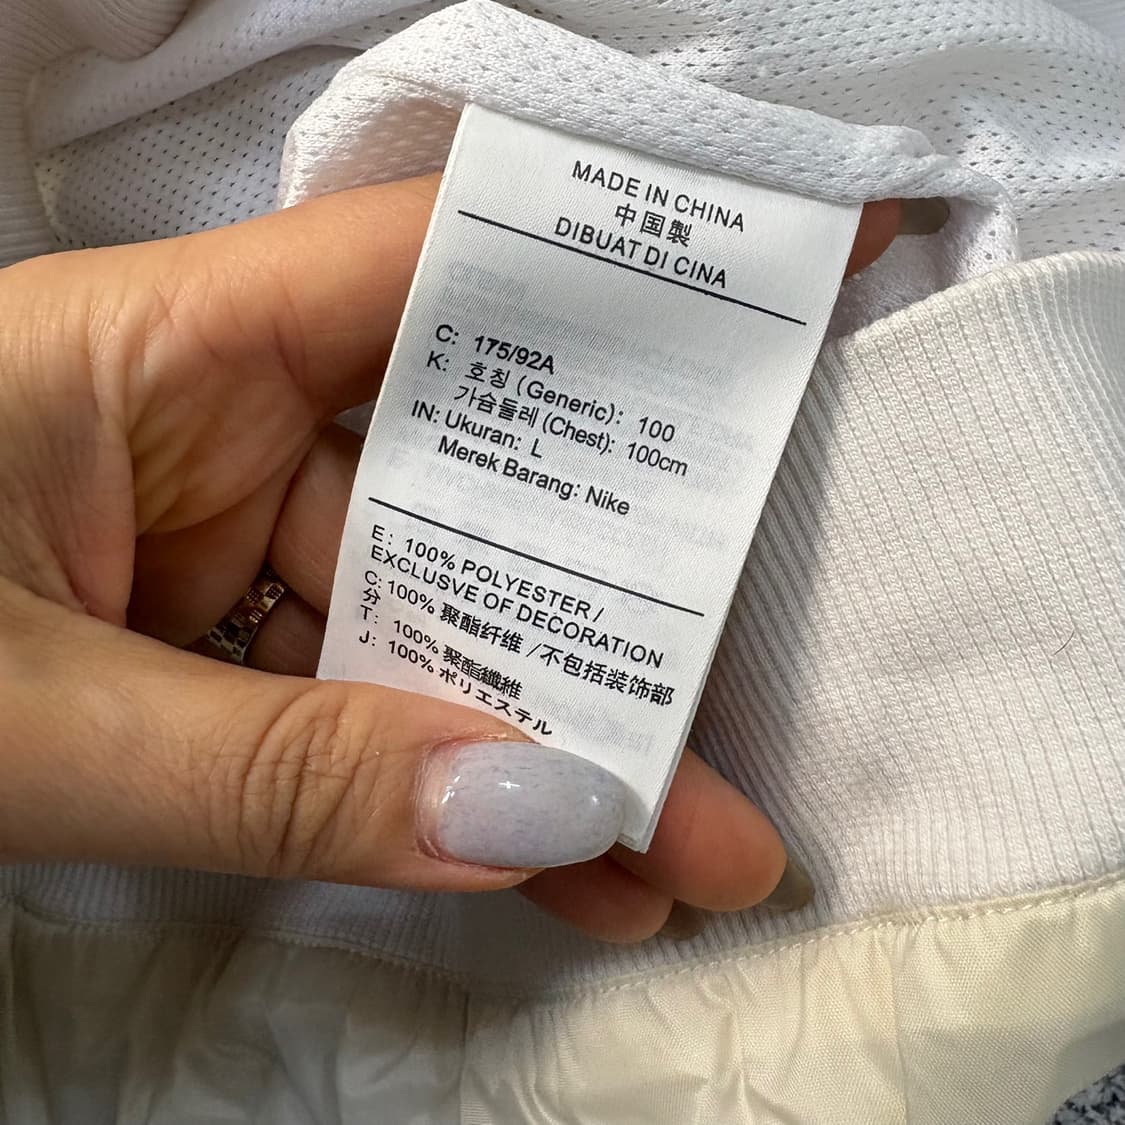 MADE IN CHINA
中国製
DIBUAT DI CINA
C: 175/92A
K: 호칭 (Generic): 100
가슴둘레 (Chest): 100cm
IN: Ukuran: L
Merek Barang: Nike
E: 100% POLYESTER /
EXCLUSVE OF DECORATION
C: 100% 聚酯纤维 /不包括装饰部
分
T: 100% 聚酯纖維
J: 100% ポリエステル